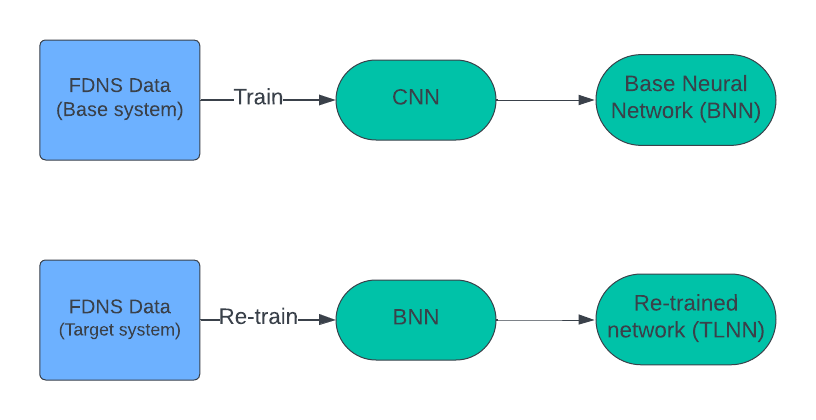 FDNS Data
(Base system)
Train
CNN
Base Neural
Network (BNN)
FDNS Data
(Target system)
Re-train
BNN
Re-trained
network (TLNN)